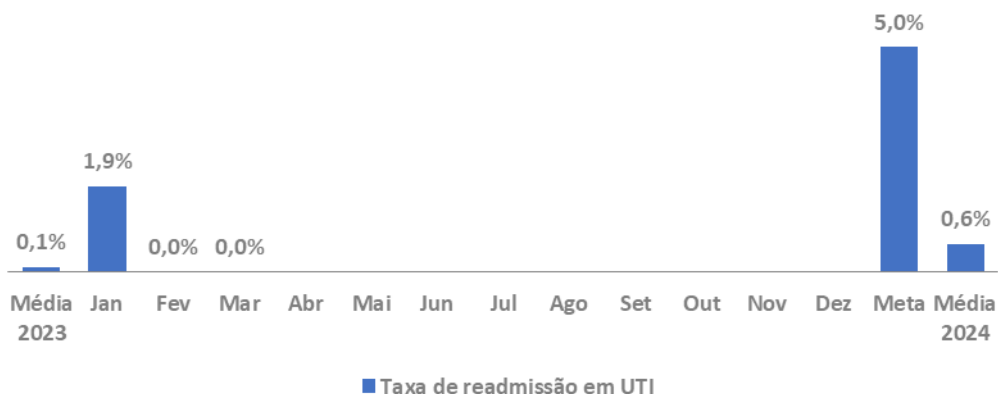 5,0%
1,9%
0,6%
0,1% 0,0% 0,0%
Média Jan Fev Mar Abr Mai Jun Jul Ago Set Out Nov Dez Meta Média
2023 2024
Taxa de readmissão em UTI